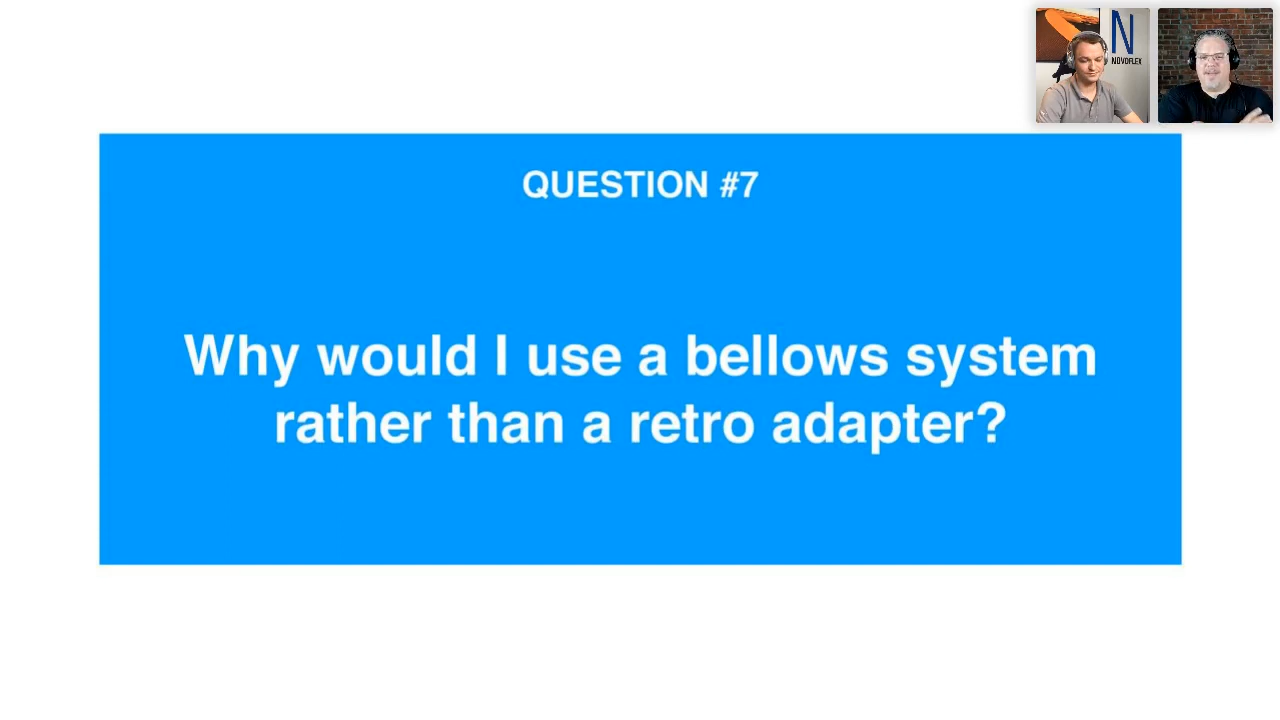 N
NOVOFLEX
QUESTION #7
Why would I use a bellows system
rather than a retro adapter?